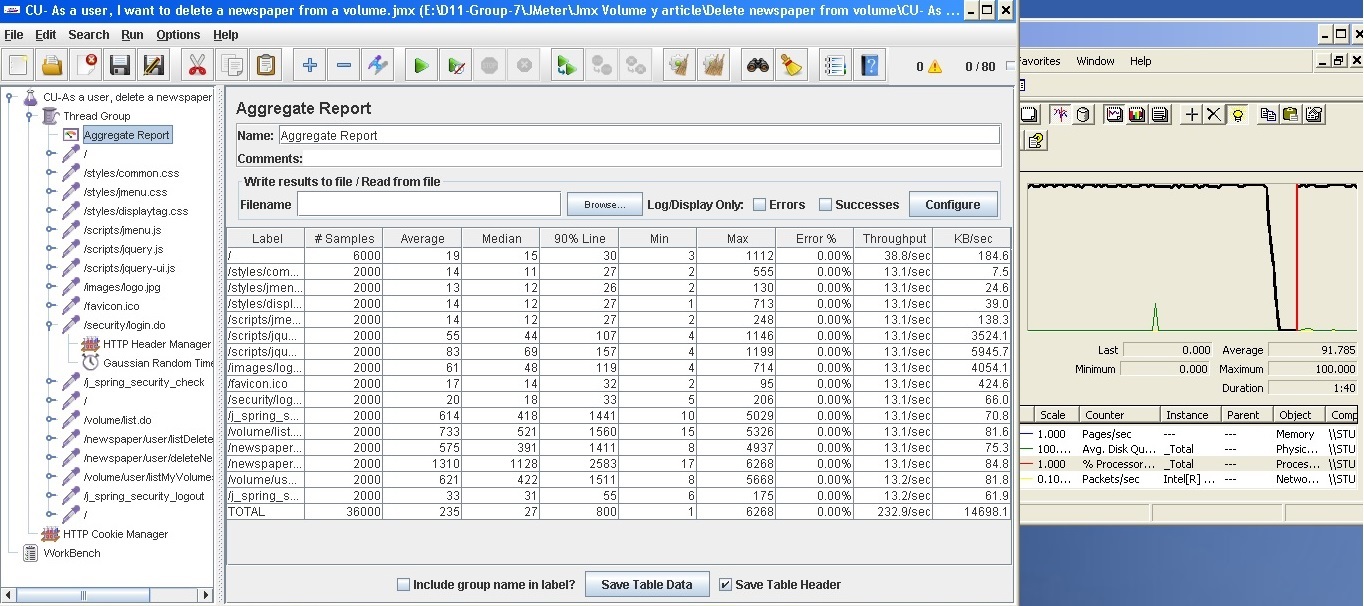 CU- As a user, I want to delete a newspaper from a volume.jmx (E:\D11-Group-7\JMeter\Jmx Volume y article\Delete newspaper from volume\CU- As ...
File Edit Search Run Options Help
0 0 / 80
CU-As a user, delete a newspaper
Thread Group
Aggregate Report
/
/styles/common.css
/styles/jmenu.css
/styles/displaytag.css
/scripts/jmenu.js
/scripts/jquery.js
/scripts/jquery-ui.js
/images/logo.jpg
/favicon.ico
/security/login.do
HTTP Header Manager
Gaussian Random Time
/j_spring_security_check
/
/volume/list.do
/newspaper/user/listDelete
/newspaper/user/deleteNe
/volume/user/listMyVolume
/j_spring_security_logout
/
HTTP Cookie Manager
WorkBench
Aggregate Report
Name: Aggregate Report
Comments:
Write results to file / Read from file
Filename Browse... Log/Display Only: Errors Successes Configure
Label # Samples Average Median 90% Line Min Max Error % Throughput KB/sec
/ 6000 19 15 30 3 1112 0.00% 38.8/sec 184.6
/styles/com... 2000 14 11 27 2 555 0.00% 13.1/sec 7.5
/styles/jmen... 2000 13 12 26 2 130 0.00% 13.1/sec 24.6
/styles/displ... 2000 14 12 27 1 713 0.00% 13.1/sec 39.0
/scripts/jme... 2000 14 12 27 2 248 0.00% 13.1/sec 138.3
/scripts/jqu... 2000 55 44 107 4 1146 0.00% 13.1/sec 3524.1
/scripts/jqu... 2000 83 69 157 4 1199 0.00% 13.1/sec 5945.7
/images/log... 2000 61 48 119 4 714 0.00% 13.1/sec 4054.1
/favicon.ico 2000 17 14 32 2 95 0.00% 13.1/sec 424.6
/security/log... 2000 20 18 33 5 206 0.00% 13.1/sec 66.0
/j_spring_s... 2000 614 418 1441 10 5029 0.00% 13.1/sec 70.8
/volume/list.... 2000 733 521 1560 15 5326 0.00% 13.1/sec 81.6
/newspaper... 2000 575 391 1411 8 4937 0.00% 13.1/sec 75.3
/newspaper... 2000 1310 1128 2583 17 6268 0.00% 13.2/sec 84.8
/volume/us... 2000 621 422 1511 8 5668 0.00% 13.2/sec 81.8
/j_spring_s... 2000 33 31 55 6 175 0.00% 13.2/sec 61.9
TOTAL 36000 235 27 800 1 6268 0.00% 232.9/sec 14698.1
Include group name in label? Save Table Data Save Table Header
avorites Window Help
Last 0.000 Average 91.785
Minimum 0.000 Maximum 100.000
Duration 1:40
Scale Counter Instance Parent Object Comp
1.000 Pages/sec --- --- Memory \\STU
100.... Avg. Disk Qu... _Total --- Physic... \\STU
1.000 % Processor... _Total --- Proces... \\STU
0.10... Packets/sec Intel[R] ... --- Netwo... \\STU